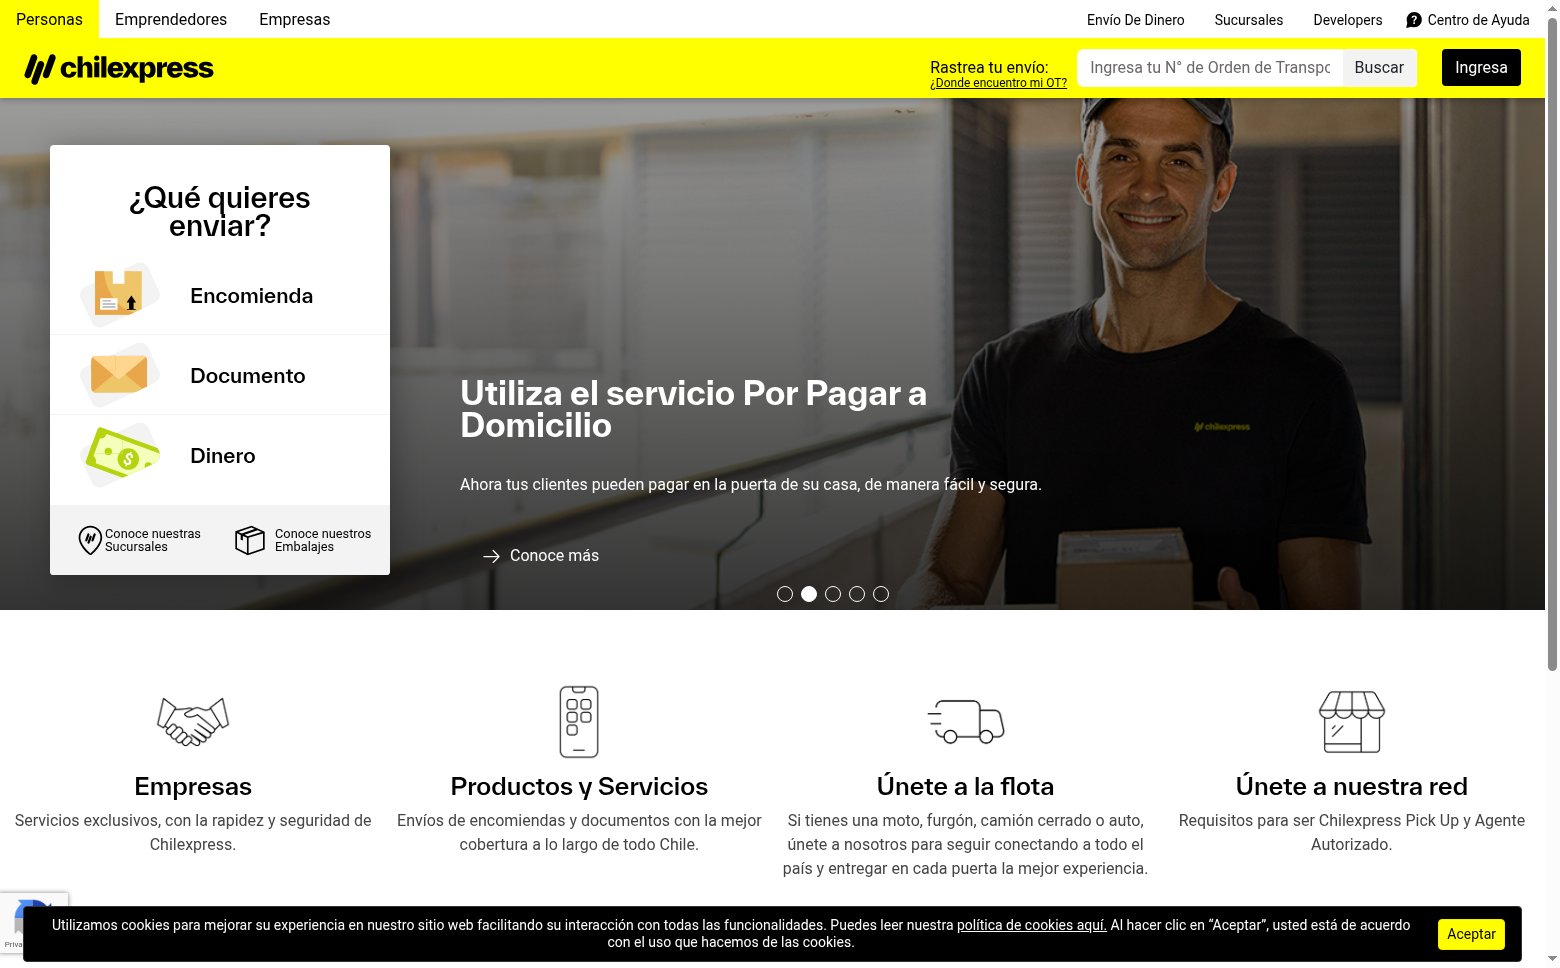 Personas
Emprendedores
Empresas
Envío De Dinero
Sucursales
Developers
Centro de Ayuda
chilexpress
Rastrea tu envío:
¿Donde encuentro mi OT?
Ingresa tu N° de Orden de Transpo
Buscar
Ingresa
¿Qué quieres
enviar?
Encomienda
Documento
Dinero
Conoce nuestras
Sucursales
Conoce nuestros
Embalajes
Utiliza el servicio Por Pagar a
Domicilio
Ahora tus clientes pueden pagar en la puerta de su casa, de manera fácil y segura.
Conoce más
chilexpress
Empresas
Servicios exclusivos, con la rapidez y seguridad de
Chilexpress.
Productos y Servicios
Envíos de encomiendas y documentos con la mejor
cobertura a lo largo de todo Chile.
Únete a la flota
Si tienes una moto, furgón, camión cerrado o auto,
únete a nosotros para seguir conectando a todo el
país y entregar en cada puerta la mejor experiencia.
Únete a nuestra red
Requisitos para ser Chilexpress Pick Up y Agente
Autorizado.
Utilizamos cookies para mejorar su experiencia en nuestro sitio web facilitando su interacción con todas las funcionalidades. Puedes leer nuestra política de cookies aquí. Al hacer clic en “Aceptar”, usted está de acuerdo
con el uso que hacemos de las cookies.
Aceptar